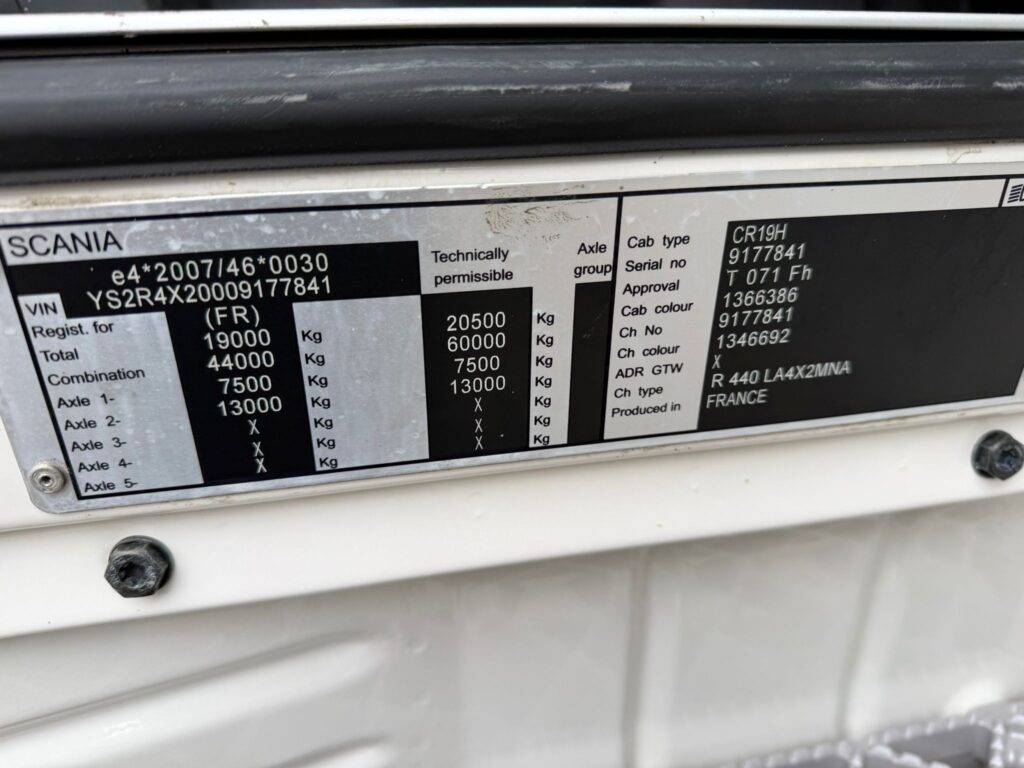 SCANIA
e4*2007/46*0030
VIN YS2R4X20009177841
Technically permissible
Axle group
Regist. for (FR)
Total 19000 Kg 20500 Kg
Combination 44000 Kg 60000 Kg
Axle 1- 7500 Kg 7500 Kg
Axle 2- 13000 Kg 13000 Kg
Axle 3- X Kg X Kg
Axle 4- X Kg X Kg
Axle 5- X Kg X Kg
Cab type CR19H
Serial no 9177841
Approval T 071 Fh
Cab colour 1366386
Ch No 9177841
Ch colour 1346692
ADR GTW X
Ch type R 440 LA4X2MNA
Produced in FRANCE